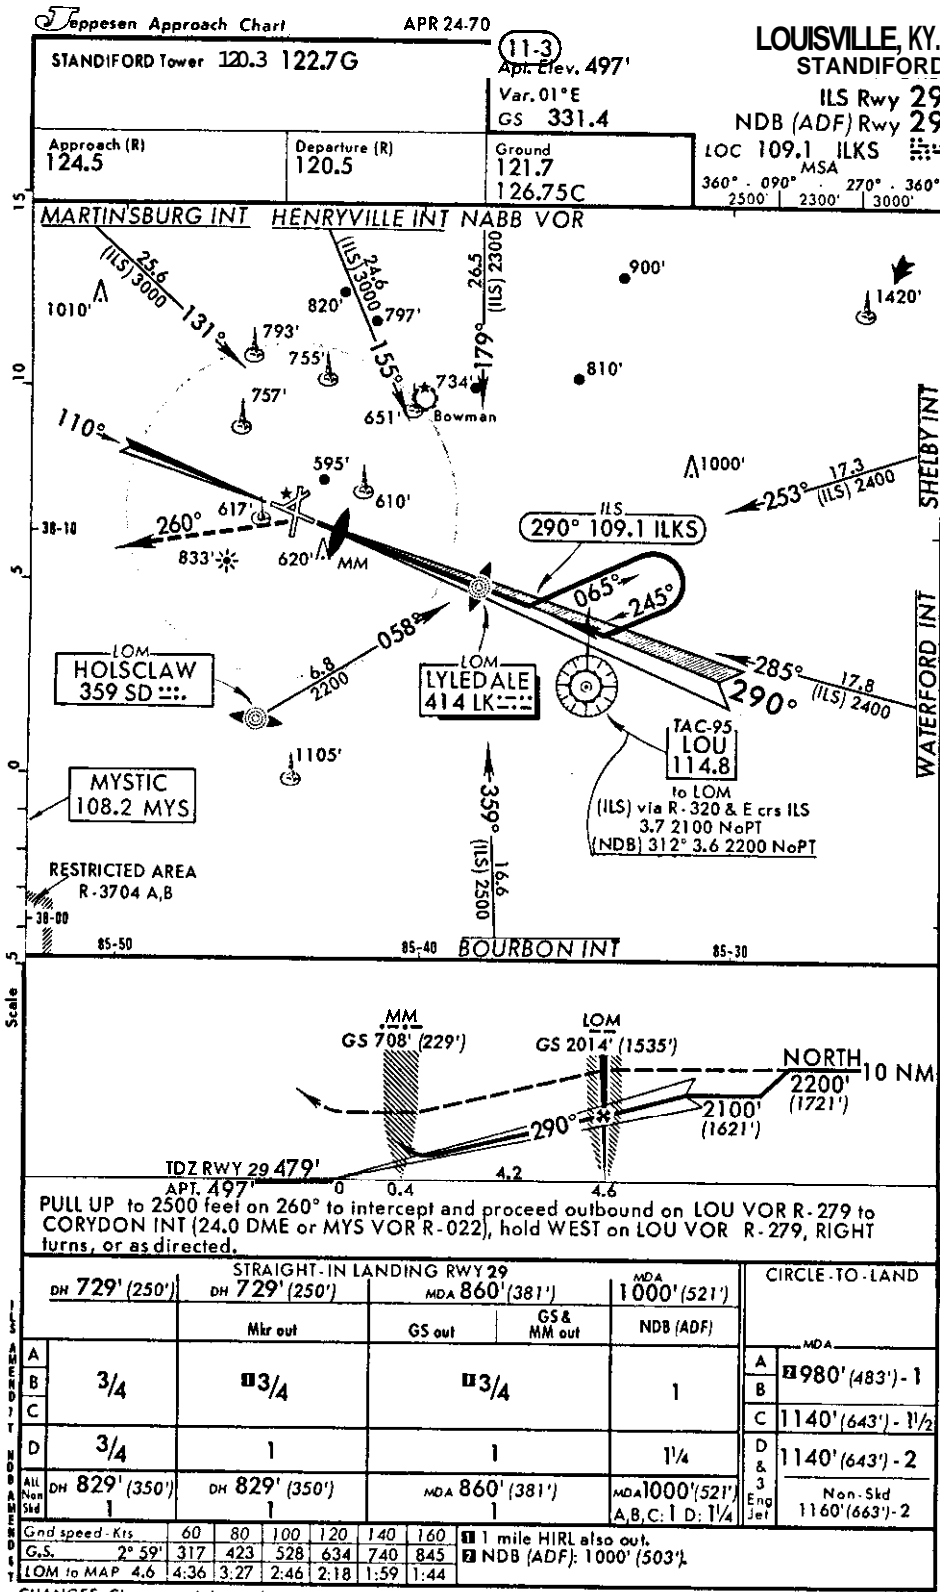 Jeppesen Approach Chart
APR 24-70
LOUISVILLE, KY.
11-3
STANDIFORD
STANDIFORD Tower 120.3 122.7G
Apt. Elev. 497'
Var. 01°E
GS 331.4
ILS Rwy 29
NDB (ADF) Rwy 29
LOC 109.1 ILKS
Approach (R)
124.5
Departure (R)
120.5
Ground
121.7
126.75C
MSA
360° - 090° - 270° - 360°
2500' 2300' 3000'
15
MARTINSBURG INT HENRYVILLE INT NABB VOR
25.6
(ILS) 3000
131°
24.6
(ILS) 3000
155°
26.5
(ILS) 2300
179°
900'
1420'
1010'
820'
797'
793'
755'
734'
810'
10
757'
651'
Bowman
SHELBY INT
110°
595'
610'
1000'
17.3
(ILS) 2400
253°
617'
38-10
260°
833'
620'
MM
ILS
290° 109.1 ILKS
5
065°
245°
058°
6.8
2200
LOM
HOLSCLAW
359 SD
LOM
LYLEDALE
414 LK
285°
290°
17.8
(ILS) 2400
WATERFORD INT
TAC-95
LOU
114.8
1105'
0
MYSTIC
108.2 MYS
to LOM
(ILS) via R-320 & E crs ILS
3.7 2100 NoPT
(NDB) 312° 3.6 2200 NoPT
359°
16.6
(ILS) 2500
RESTRICTED AREA
R-3704 A,B
38-00
85-50
85-40
BOURBON INT
85-30
5
Scale
MM
GS 708' (229')
LOM
GS 2014' (1535')
NORTH
10 NM
2200'
(1721')
2100'
(1621')
290°
TDZ RWY 29 479'
APT. 497'
0
0.4
4.2
4.6
PULL UP to 2500 feet on 260° to intercept and proceed outbound on LOU VOR R-279 to
CORYDON INT (24.0 DME or MYS VOR R-022), hold WEST on LOU VOR R-279, RIGHT
turns, or as directed.
STRAIGHT-IN LANDING RWY 29
CIRCLE-TO-LAND
DH 729' (250') DH 729' (250') MDA 860' (381') MDA 1000' (521')
Mkr out GS out GS & MM out NDB (ADF)
MDA
A
B 3/4 1 3/4 1 3/4 1
C
A
B 2 980' (483') - 1
C 1140' (643') - 1 1/2
D 3/4 1 1 1 1/4
D & 3 Eng Jet 1140' (643') - 2
Non-Skd
1160' (663') - 2
All Non Skd DH 829' (350') DH 829' (350') MDA 860' (381') MDA 1000' (521')
1 1 1 A,B,C: 1 D: 1 1/4
Gnd speed-Kts 60 80 100 120 140 160
G.S. 2° 59' 317 423 528 634 740 845
LOM to MAP 4.6 4:36 3:27 2:46 2:18 1:59 1:44
1 1 mile HIRL also out.
2 NDB (ADF): 1000' (503').